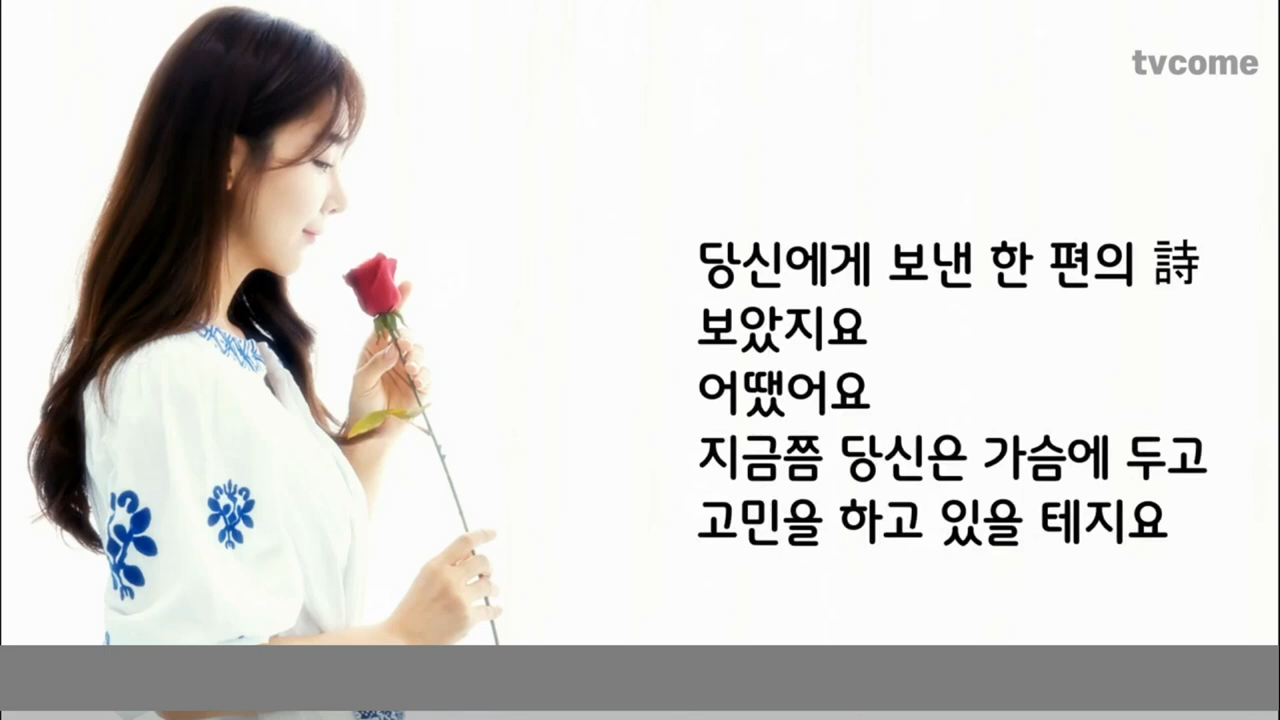 tvcome
당신에게 보낸 한 편의 詩
보았지요
어땠어요
지금쯤 당신은 가슴에 두고
고민을 하고 있을 테지요